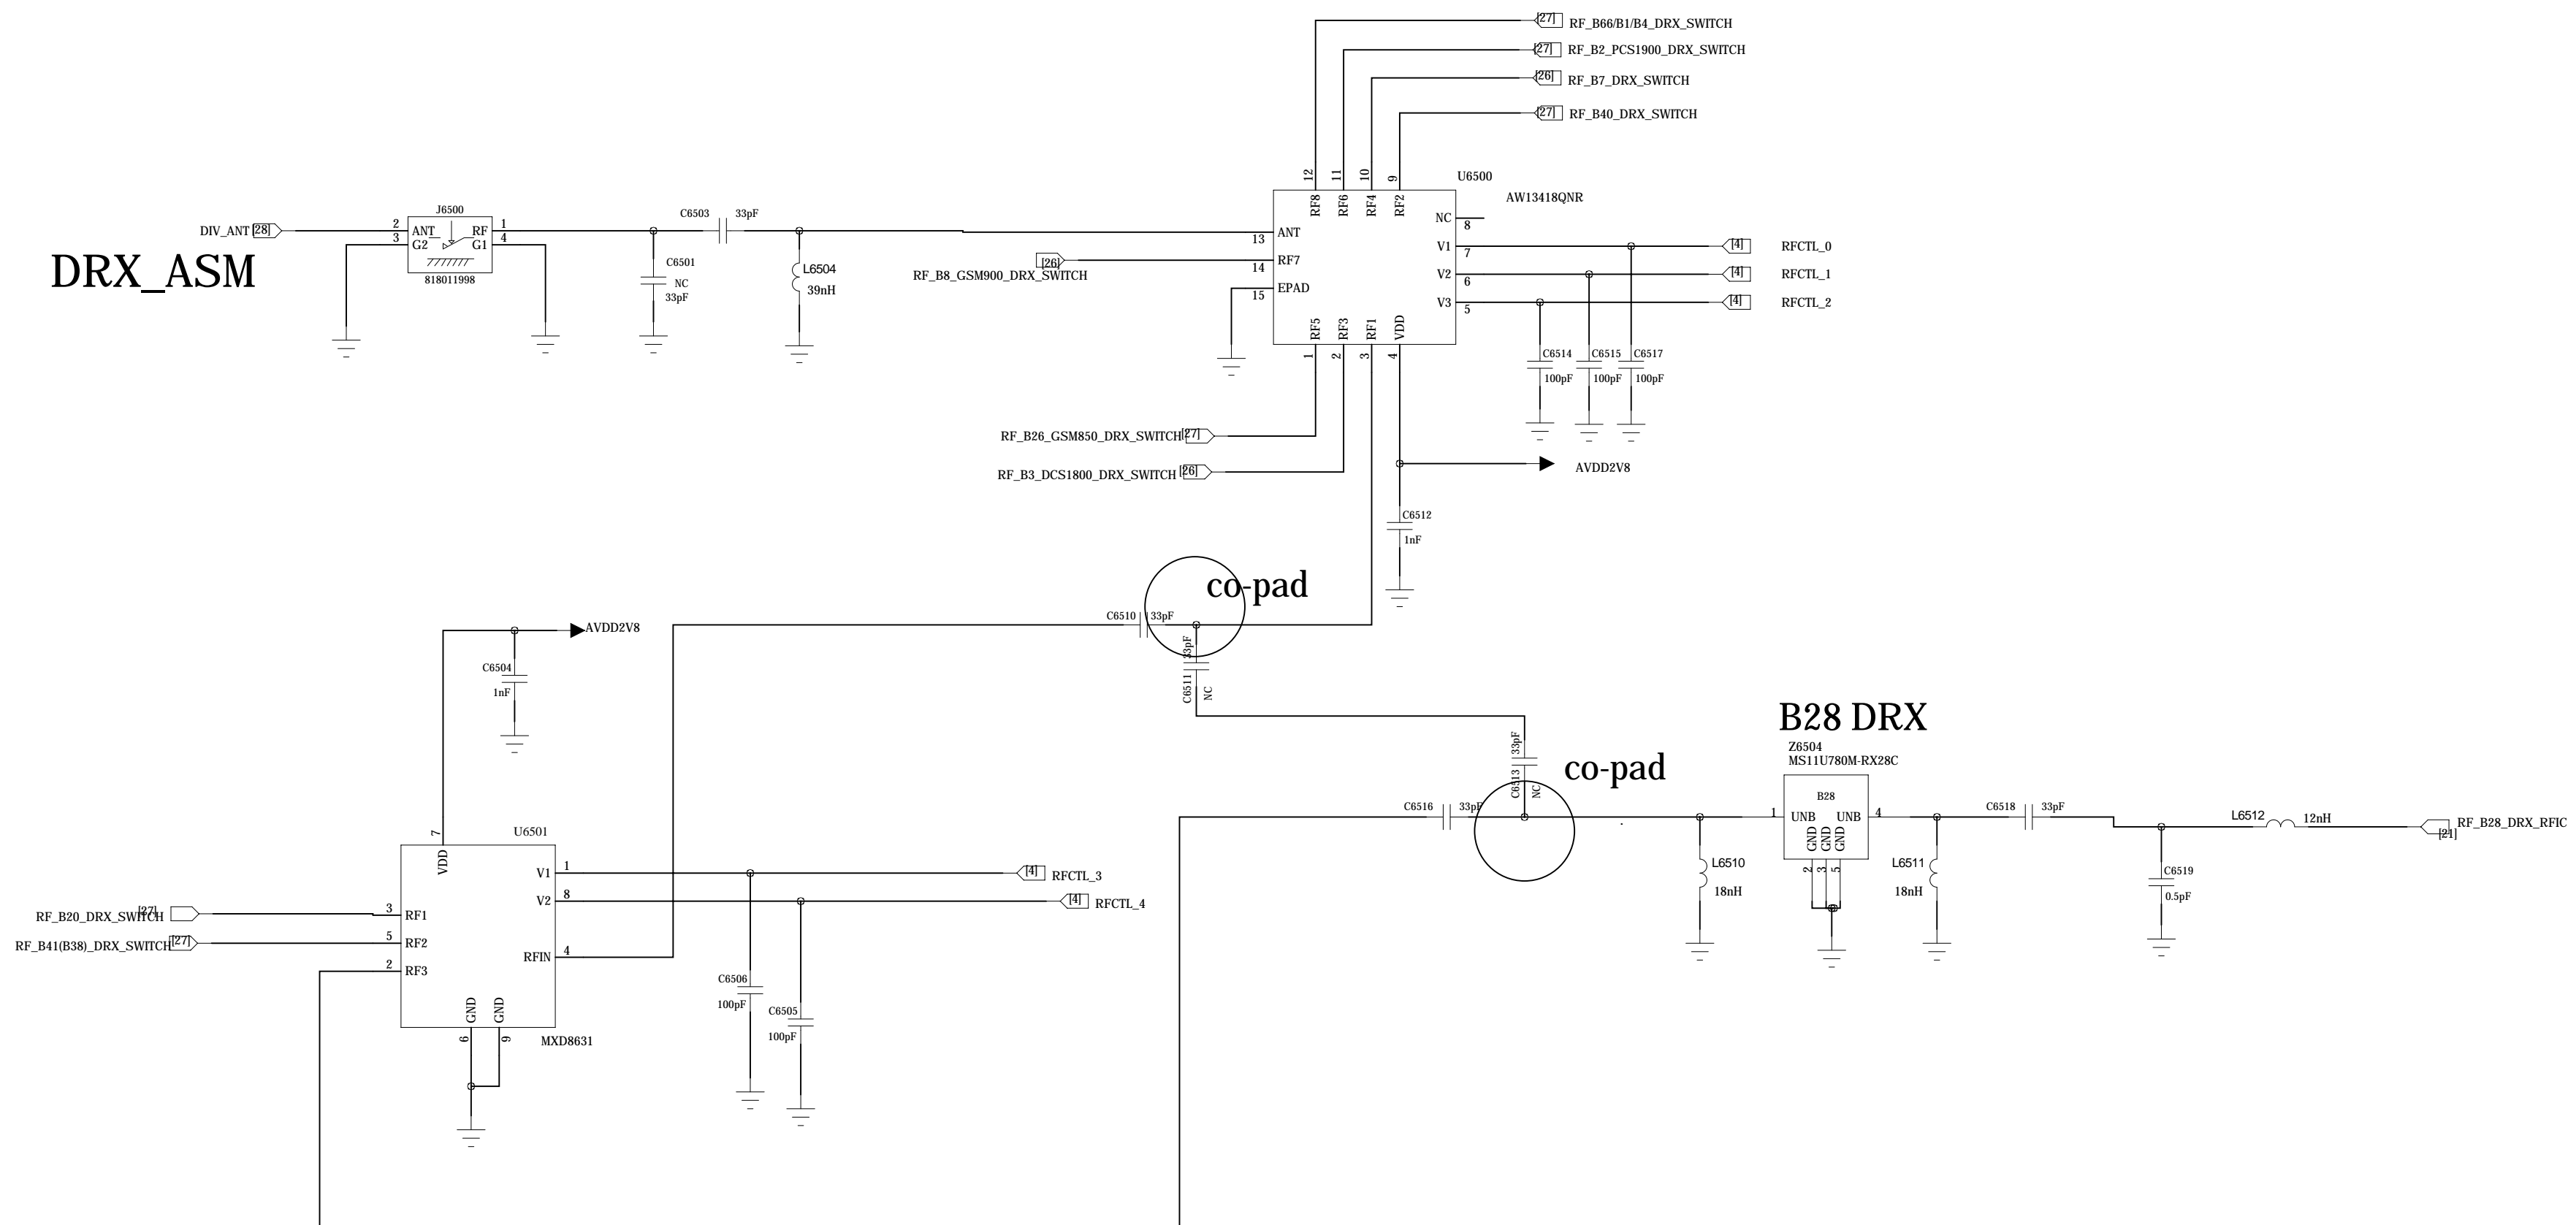 [27] RF_B66/B1/B4_DRX_SWITCH
[27] RF_B2_PCS1900_DRX_SWITCH
[26] RF_B7_DRX_SWITCH
[27] RF_B40_DRX_SWITCH
DRX_ASM
DIV_ANT [28]
J6500
2 ANT RF 1
3 G2 G1 4
818011998
C6503 33pF
C6501
NC
33pF
L6504
39nH
U6500
AW13418QNR
12 11 10 9
RF8 RF6 RF4 RF2
NC 8
13 ANT
V1 7 [4] RFCTL_0
[26] RF_B8_GSM900_DRX_SWITCH
14 RF7
V2 6 [4] RFCTL_1
15 EPAD
V3 5 [4] RFCTL_2
RF5 RF3 RF1 VDD
1 2 3 4
C6514 C6515 C6517
100pF 100pF 100pF
RF_B26_GSM850_DRX_SWITCH [27]
RF_B3_DCS1800_DRX_SWITCH [26]
AVDD2V8
C6512
1nF
co-pad
C6510 33pF
33pF
C6511
NC
AVDD2V8
C6504
1nF
B28 DRX
Z6504
MS11U780M-RX28C
33pF
C6513
NC
co-pad
B28
C6516 33pF
1 UNB UNB 4
GND GND GND
2 3 5
L6510
18nH
L6511
18nH
C6518 33pF
L6512 12nH
RF_B28_DRX_RFIC
[21]
C6519
0.5pF
U6501
7
VDD
V1 1 [4] RFCTL_3
V2 8 [4] RFCTL_4
RF_B20_DRX_SWITCH [27] 3 RF1
RF_B41(B38)_DRX_SWITCH [27] 5 RF2
RFIN 4
2 RF3
GND GND
6 9
MXD8631
C6506
100pF
C6505
100pF